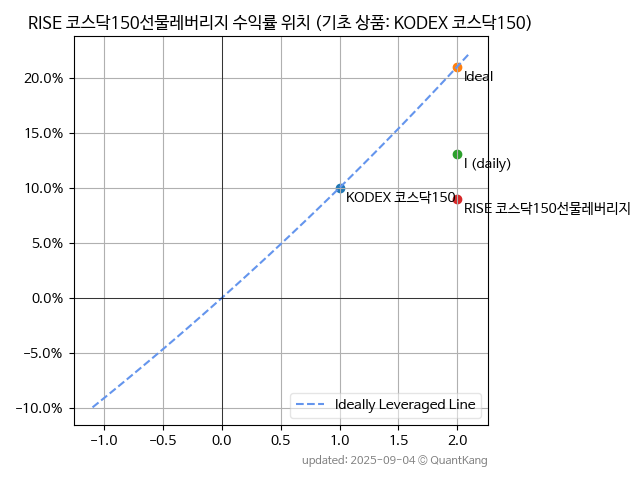 RISE 코스닥150선물레버리지 수익률 위치 (기초 상품: KODEX 코스닥150)
20.0%
15.0%
10.0%
5.0%
0.0%
−5.0%
−10.0%
Ideal
I (daily)
KODEX 코스닥150
RISE 코스닥150선물레버리지
Ideally Leveraged Line
−1.0 −0.5 0.0 0.5 1.0 1.5 2.0
updated: 2025-09-04 © QuantKang